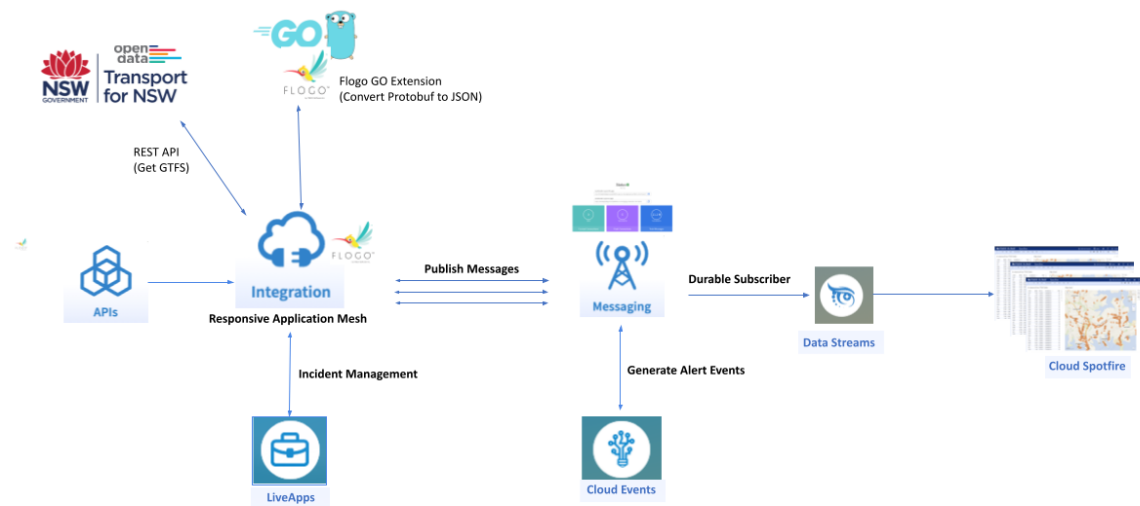 GO
open
data
NSW
GOVERNMENT
Transport
for NSW
FLOGO
Flogo GO Extension
(Convert Protobuf to JSON)
REST API
(Get GTFS)
FLOGO
Integration
APIs
Responsive Application Mesh
Publish Messages
Messaging
Durable Subscriber
Data Streams
Cloud Spotfire
Incident Management
Generate Alert Events
LiveApps
Cloud Events